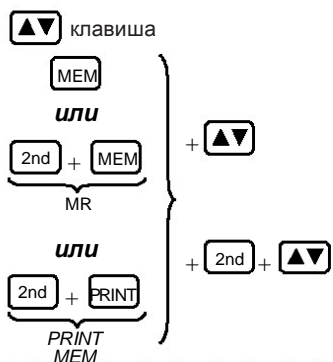 ▲▼ клавиша
MEM
или
2nd + MEM
MR
+ ▲▼
или
+ 2nd + ▲▼
2nd + PRINT
PRINT
MEM